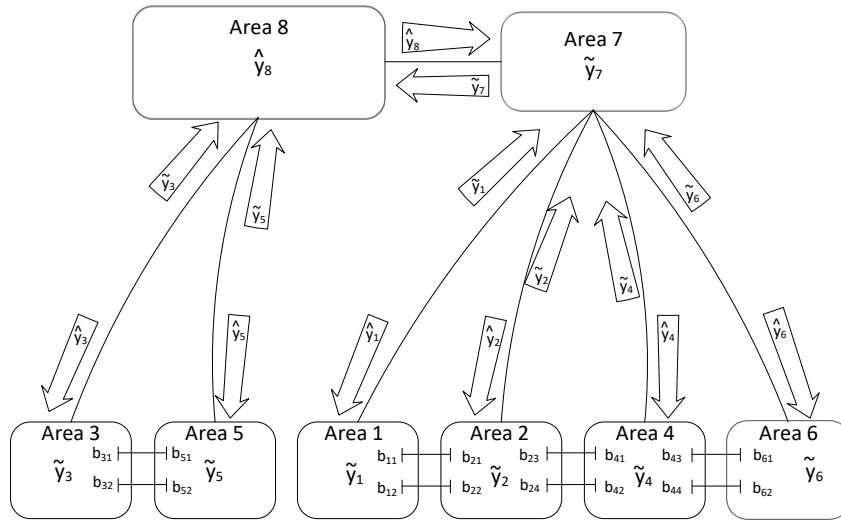 Area 8
ŷ₈
ŷ₈
ỹ₇
Area 7
ỹ₇
ỹ₃
ỹ₅
ỹ₁
ỹ₂
ỹ₄
ỹ₆
ŷ₃
ŷ₅
ŷ₁
ŷ₂
ŷ₄
ŷ₆
Area 3
b₃₁
ỹ₃
b₃₂
Area 5
b₅₁
ỹ₅
b₅₂
Area 1
b₁₁
ỹ₁
b₁₂
Area 2
b₂₁ b₂₃
ỹ₂
b₂₂ b₂₄
Area 4
b₄₁ b₄₃
ỹ₄
b₄₂ b₄₄
Area 6
b₆₁
ỹ₆
b₆₂